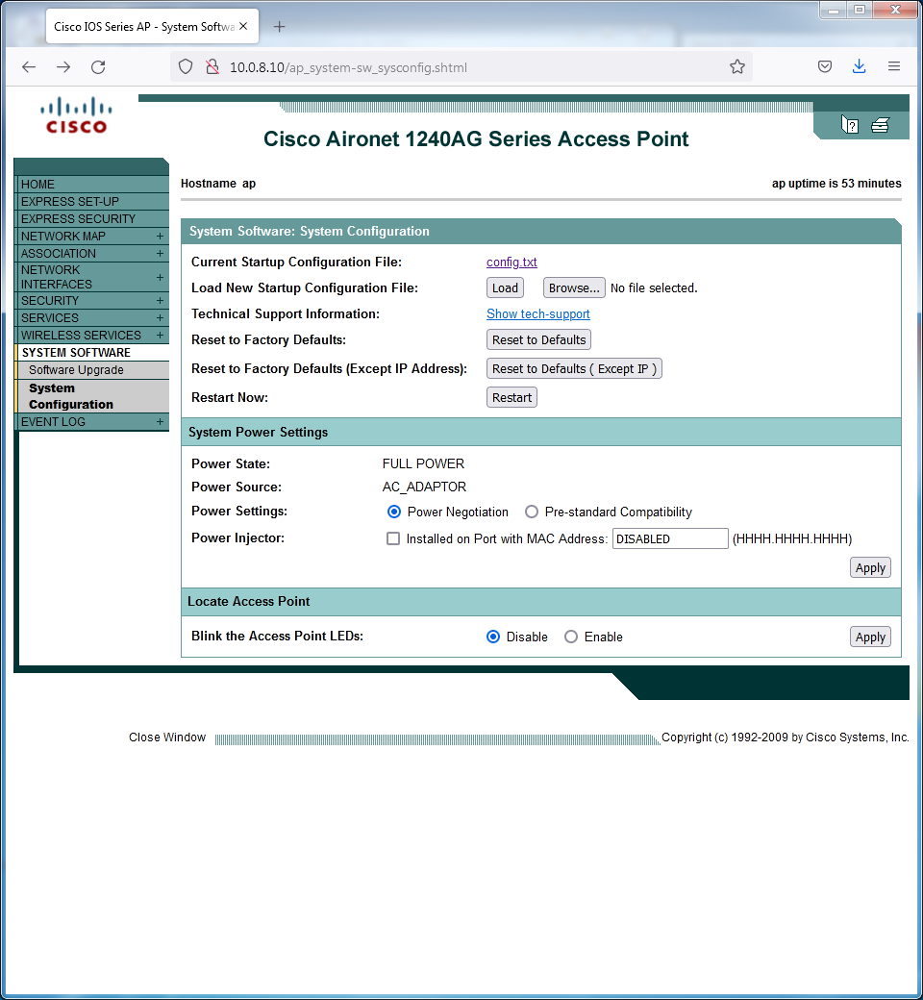 Cisco IOS Series AP - System Softwa
10.0.8.10/ap_system-sw_sysconfig.shtml
CISCO
Cisco Aironet 1240AG Series Access Point
Hostname ap
ap uptime is 53 minutes
HOME
EXPRESS SET-UP
EXPRESS SECURITY
NETWORK MAP +
ASSOCIATION +
NETWORK
INTERFACES +
SECURITY +
SERVICES +
WIRELESS SERVICES +
SYSTEM SOFTWARE
Software Upgrade
System
Configuration
EVENT LOG +
System Software: System Configuration
Current Startup Configuration File: config.txt
Load New Startup Configuration File: Load Browse... No file selected.
Technical Support Information: Show tech-support
Reset to Factory Defaults: Reset to Defaults
Reset to Factory Defaults (Except IP Address): Reset to Defaults ( Except IP )
Restart Now: Restart
System Power Settings
Power State: FULL POWER
Power Source: AC_ADAPTOR
Power Settings: Power Negotiation Pre-standard Compatibility
Power Injector: Installed on Port with MAC Address: DISABLED (HHHH.HHHH.HHHH)
Apply
Locate Access Point
Blink the Access Point LEDs: Disable Enable Apply
Close Window
Copyright (c) 1992-2009 by Cisco Systems, Inc.